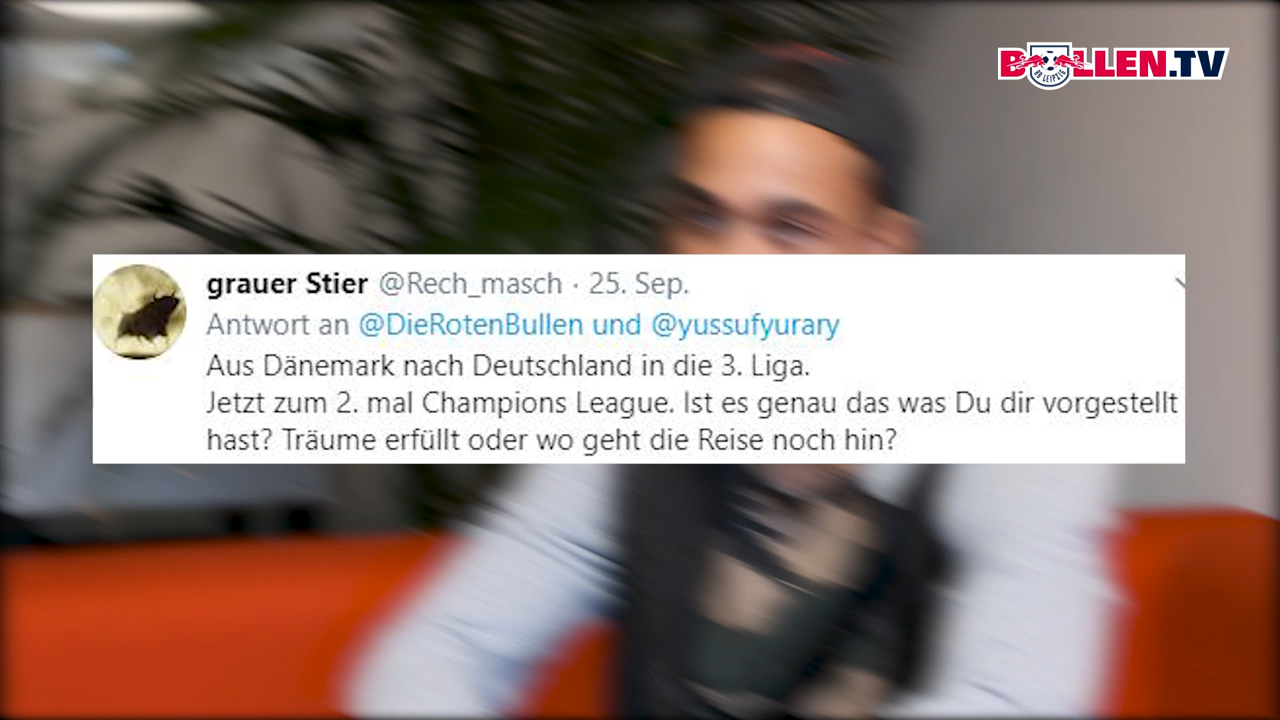 BULLEN.TV
RB LEIPZIG
grauer Stier @Rech_masch · 25. Sep.
Antwort an @DieRotenBullen und @yussufyurary
Aus Dänemark nach Deutschland in die 3. Liga.
Jetzt zum 2. mal Champions League. Ist es genau das was Du dir vorgestellt
hast? Träume erfüllt oder wo geht die Reise noch hin?